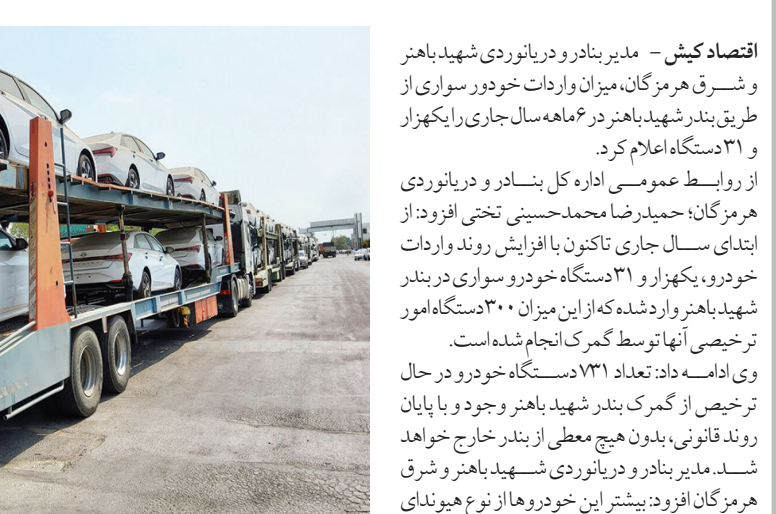 اقتصاد کیش – مدیر بنادر و دریانوردی شهید باهنر
و شرق هرمزگان، میزان واردات خودور سواری از
طریق بندر شهید باهنر در ۶ ماهه سال جاری را یکهزار
و ۳۱ دستگاه اعلام کرد.
از روابط عمومی اداره کل بنادر و دریانوردی
هرمزگان؛ حمیدرضا محمدحسینی تختی افزود: از
ابتدای سال جاری تاکنون با افزایش روند واردات
خودرو، یکهزار و ۳۱ دستگاه خودرو سواری در بندر
شهید باهنر وارد شده که از این میزان ۳۰۰ دستگاه امور
ترخیصی آنها توسط گمرک انجام شده است.
وی ادامه داد: تعداد ۷۳۱ دستگاه خودرو در حال
ترخیص از گمرک بندر شهید باهنر وجود و با پایان
روند قانونی، بدون هیچ معطی از بندر خارج خواهد
شد. مدیر بنادر و دریانوردی شهید باهنر و شرق
هرمزگان افزود: بیشتر این خودروها از نوع هیوندای